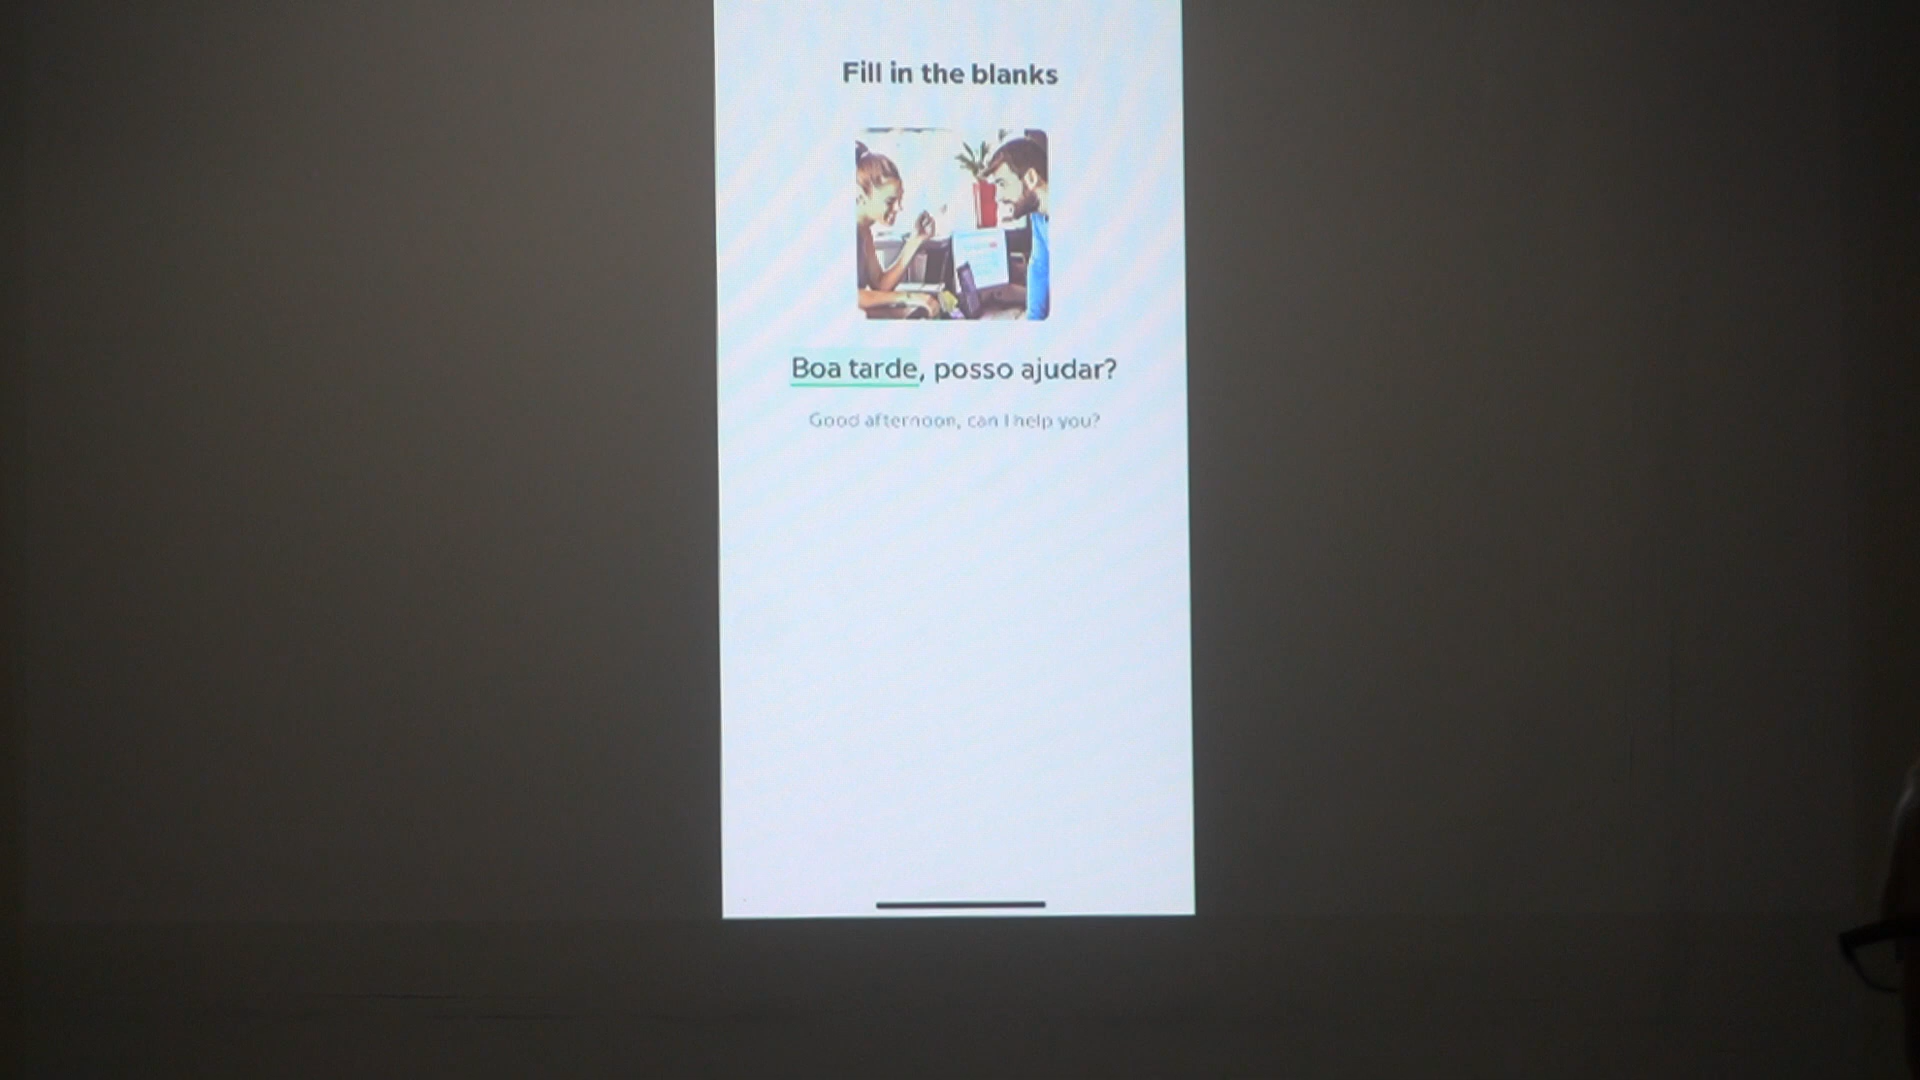 Fill in the blanks
Boa tarde, posso ajudar?
Good afternoon, can I help you?